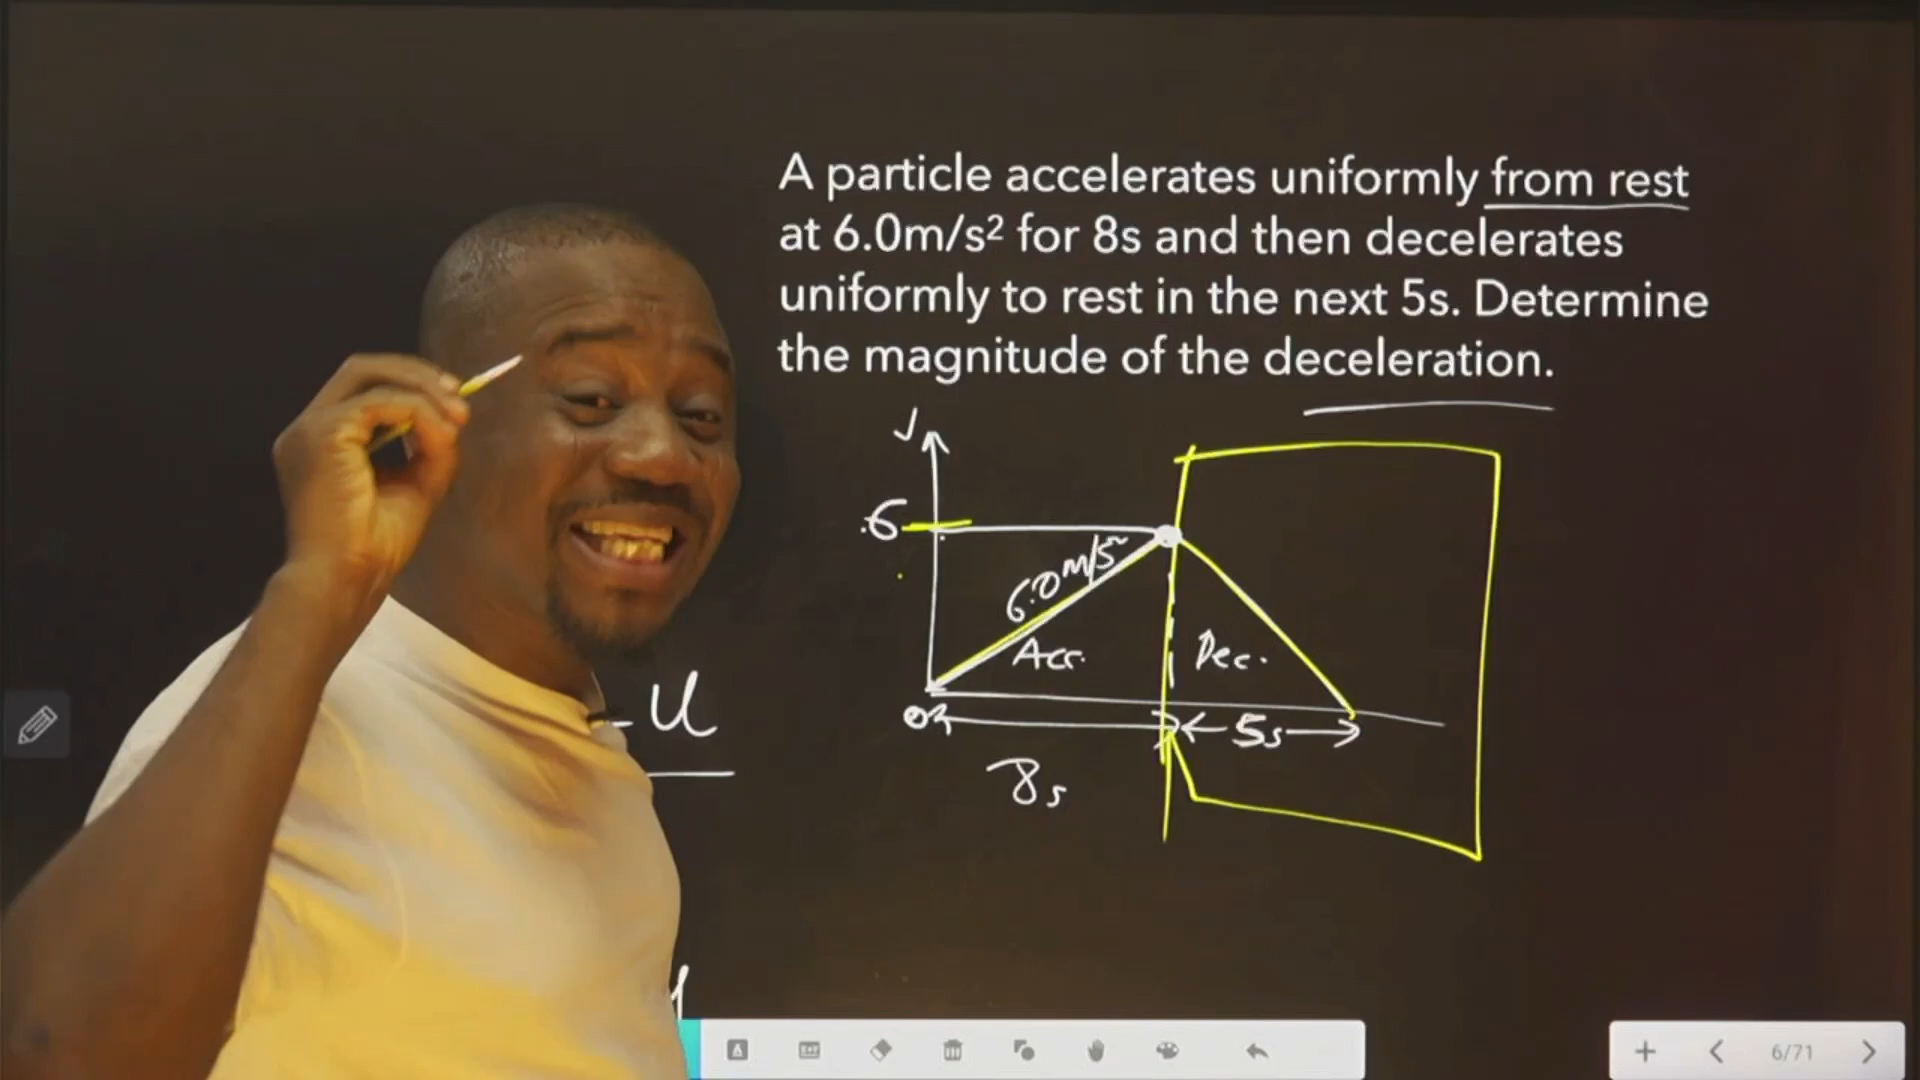 A particle accelerates uniformly from rest
at 6.0m/s² for 8s and then decelerates
uniformly to rest in the next 5s. Determine
the magnitude of the deceleration.
V
.6
6.0 m/s²
Acc.
Dec.
- u
5s
8s
6/71